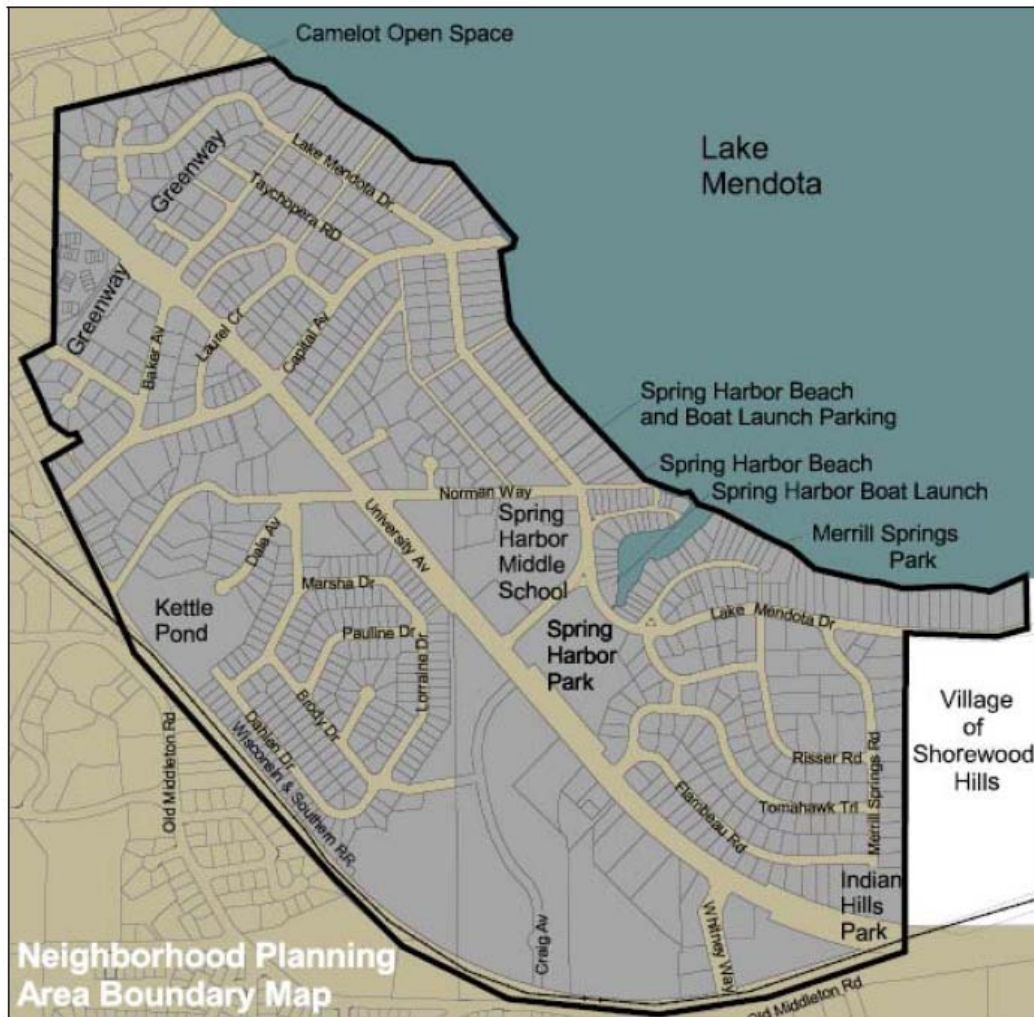 Camelot Open Space
Lake
Mendota
Greenway
Lake Mendota Dr.
Taychopera RD
Greenway
Baker Av
Laurel Cr
Capital Av
Spring Harbor Beach
and Boat Launch Parking
Spring Harbor Beach
Spring Harbor Boat Launch
Merrill Springs
Park
Norman Way
University Av
Spring
Harbor
Middle
School
Dale Av
Marsha Dr
Pauline Dr
Lorraine Dr
Brody Dr
Dahlen Dr
Kettle
Pond
Spring
Harbor
Park
Lake Mendota Dr
Village
of
Shorewood
Hills
Risser Rd
Tomahawk Trl
Merrill Springs Rd
Flambeau Rd
Old Middleton Rd
Wisconsin & Southern RR
Indian
Hills
Park
Craig Av
Whitney Way
Old Middleton Rd
Neighborhood Planning
Area Boundary Map